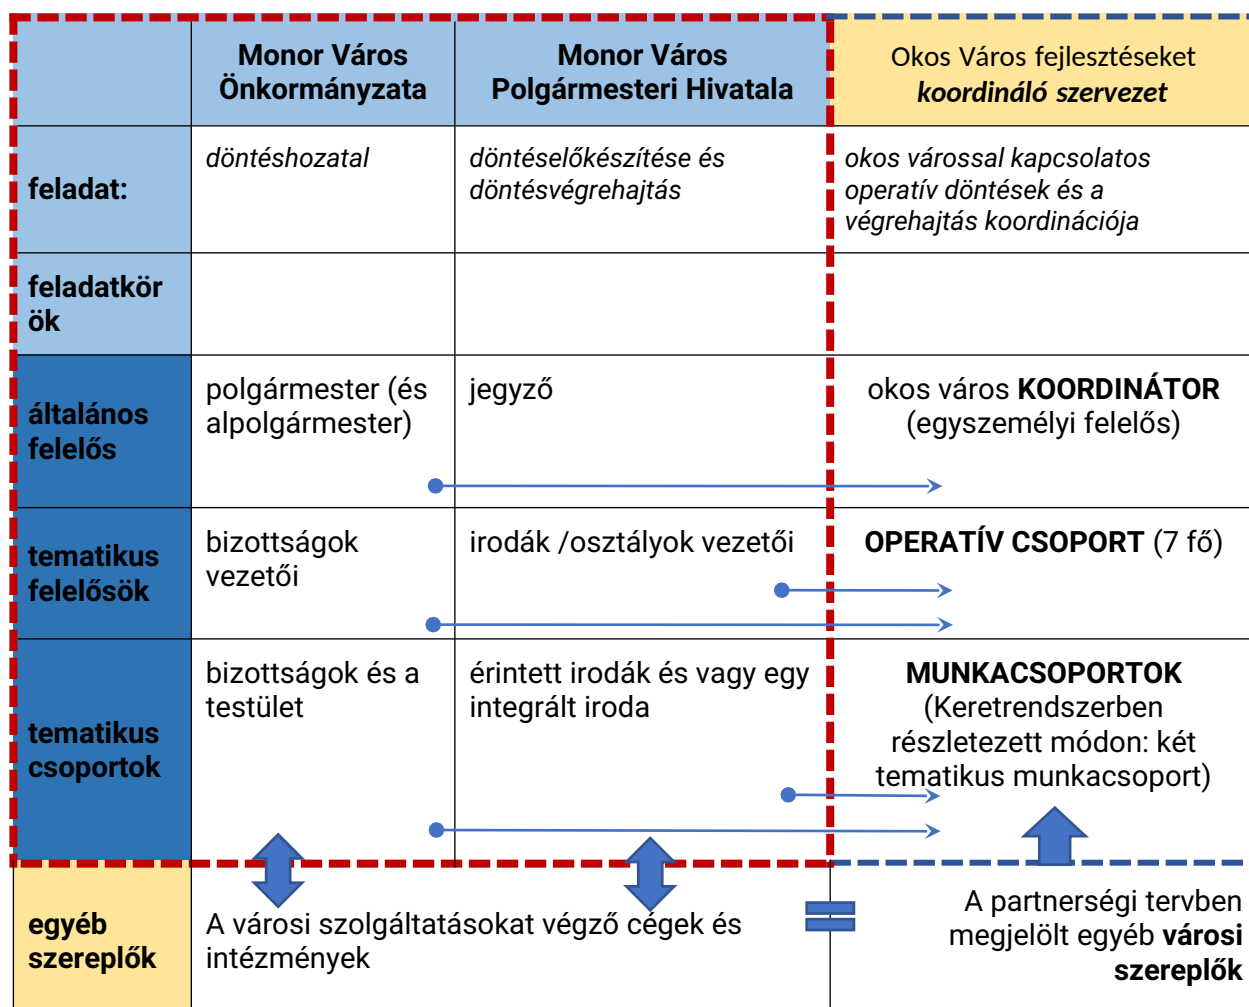 Monor Város
Önkormányzata
Monor Város
Polgármesteri Hivatala
Okos Város fejlesztéseket
koordináló szervezet
feladat:
döntéshozatal
döntéselőkészítése és
döntésvégrehajtás
okos várossal kapcsolatos
operatív döntések és a
végrehajtás koordinációja
feladatkör
ök
általános
felelős
polgármester (és
alpolgármester)
jegyző
okos város KOORDINÁTOR
(egyszemélyi felelős)
tematikus
felelősök
bizottságok
vezetői
irodák /osztályok vezetői
OPERATÍV CSOPORT (7 fő)
tematikus
csoportok
bizottságok és a
testület
érintett irodák és vagy egy
integrált iroda
MUNKACSOPORTOK
(Keretrendszerben
részletezett módon: két
tematikus munkacsoport)
egyéb
szereplők
A városi szolgáltatásokat végző cégek és
intézmények
A partnerségi tervben
megjelölt egyéb városi
szereplők